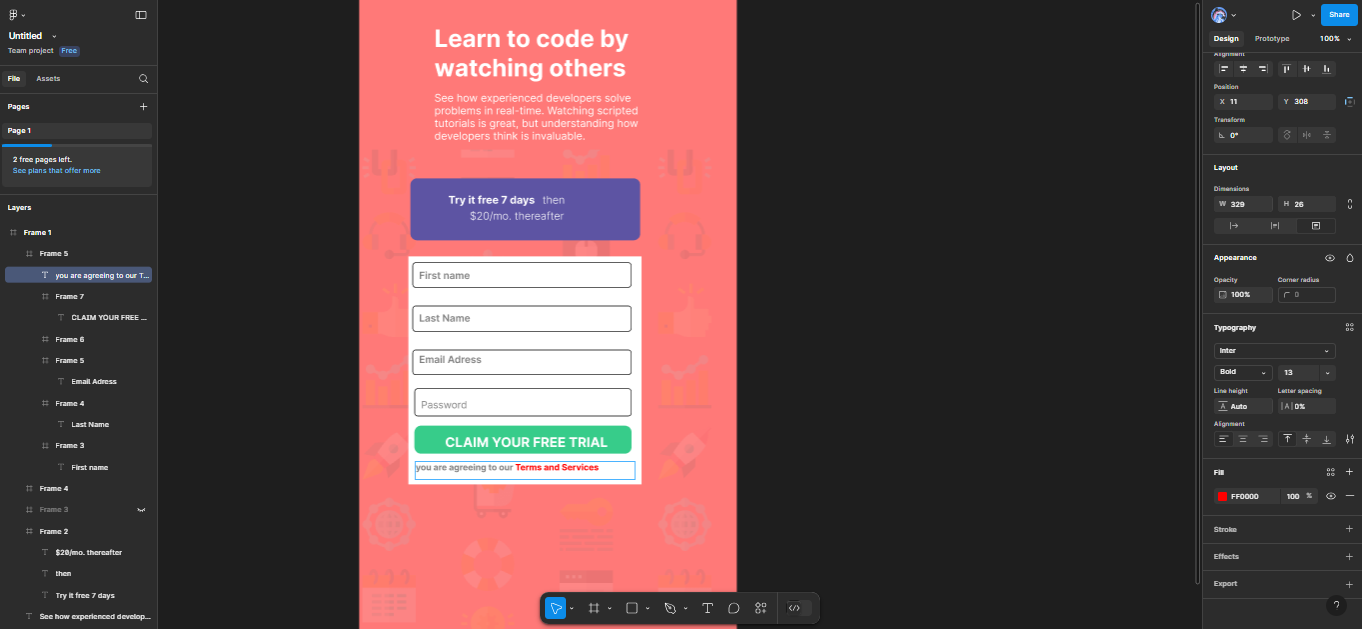 Untitled
Team project Free
File Assets
Pages
Page 1
2 free pages left.
See plans that offer more
Layers
Frame 1
Frame 5
you are agreeing to our T...
Frame 7
CLAIM YOUR FREE ...
Frame 6
Frame 5
Email Adress
Frame 4
Last Name
Frame 3
First name
Frame 4
Frame 3
Frame 2
$20/mo. thereafter
then
Try it free 7 days
See how experienced develop...
Learn to code by
watching others
See how experienced developers solve
problems in real-time. Watching scripted
tutorials is great, but understanding how
developers think is invaluable.
Try it free 7 days then
$20/mo. thereafter
First name
Last Name
Email Adress
Password
CLAIM YOUR FREE TRIAL
you are agreeing to our Terms and Services
Share
Design Prototype 100%
Alignment
Position
X 11 Y 308
Transform
0°
Layout
Dimensions
W 329 H 26
Appearance
Opacity Corner radius
100% 0
Typography
Inter
Bold 13
Line height Letter spacing
A Auto |A| 0%
Alignment
Fill
FF0000 100 %
Stroke
Effects
Export
?